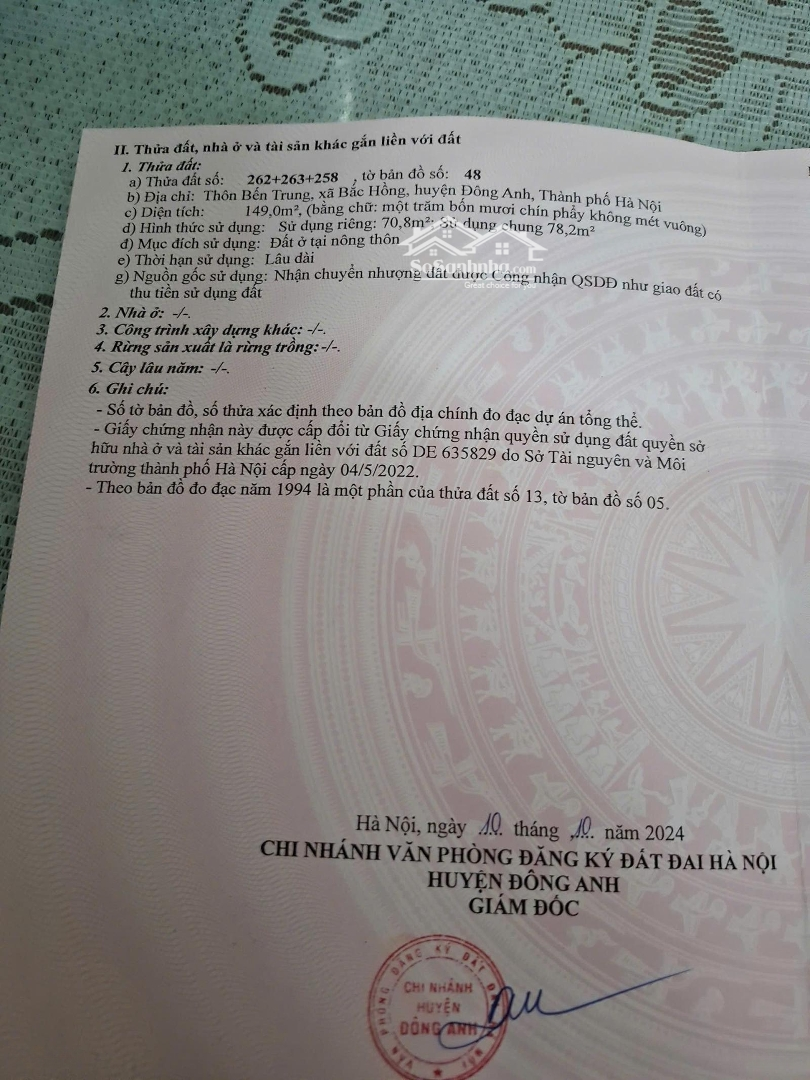 II. Thửa đất, nhà ở và tài sản khác gắn liền với đất
1. Thửa đất:
a) Thửa đất số: 262+263+258 , tờ bản đồ số: 48
b) Địa chỉ: Thôn Bến Trung, xã Bắc Hồng, huyện Đông Anh, Thành phố Hà Nội
c) Diện tích: 149,0m², (bằng chữ: một trăm bốn mươi chín phẩy không mét vuông)
d) Hình thức sử dụng: Sử dụng riêng: 70,8m²; Sử dụng chung 78,2m²
đ) Mục đích sử dụng: Đất ở tại nông thôn
e) Thời hạn sử dụng: Lâu dài
g) Nguồn gốc sử dụng: Nhận chuyển nhượng đất được Công nhận QSDĐ như giao đất có
thu tiền sử dụng đất
SoSanhnha.com
Great choice for you
2. Nhà ở: -/-.
3. Công trình xây dựng khác: -/-.
4. Rừng sản xuất là rừng trồng: -/-.
5. Cây lâu năm: -/-.
6. Ghi chú:
- Số tờ bản đồ, số thửa xác định theo bản đồ địa chính đo đạc dự án tổng thể.
- Giấy chứng nhận này được cấp đổi từ Giấy chứng nhận quyền sử dụng đất quyền sở
hữu nhà ở và tài sản khác gắn liền với đất số DE 635829 do Sở Tài nguyên và Môi
trường thành phố Hà Nội cấp ngày 04/5/2022.
- Theo bản đồ đo đạc năm 1994 là một phần của thửa đất số 13, tờ bản đồ số 05.
Hà Nội, ngày 10 tháng 10 năm 2024
CHI NHÁNH VĂN PHÒNG ĐĂNG KÝ ĐẤT ĐAI HÀ NỘI
HUYỆN ĐÔNG ANH
GIÁM ĐỐC
VĂN PHÒNG ĐĂNG KÝ ĐẤT
CHI NHÁNH
HUYỆN
ĐÔNG ANH
NỘI